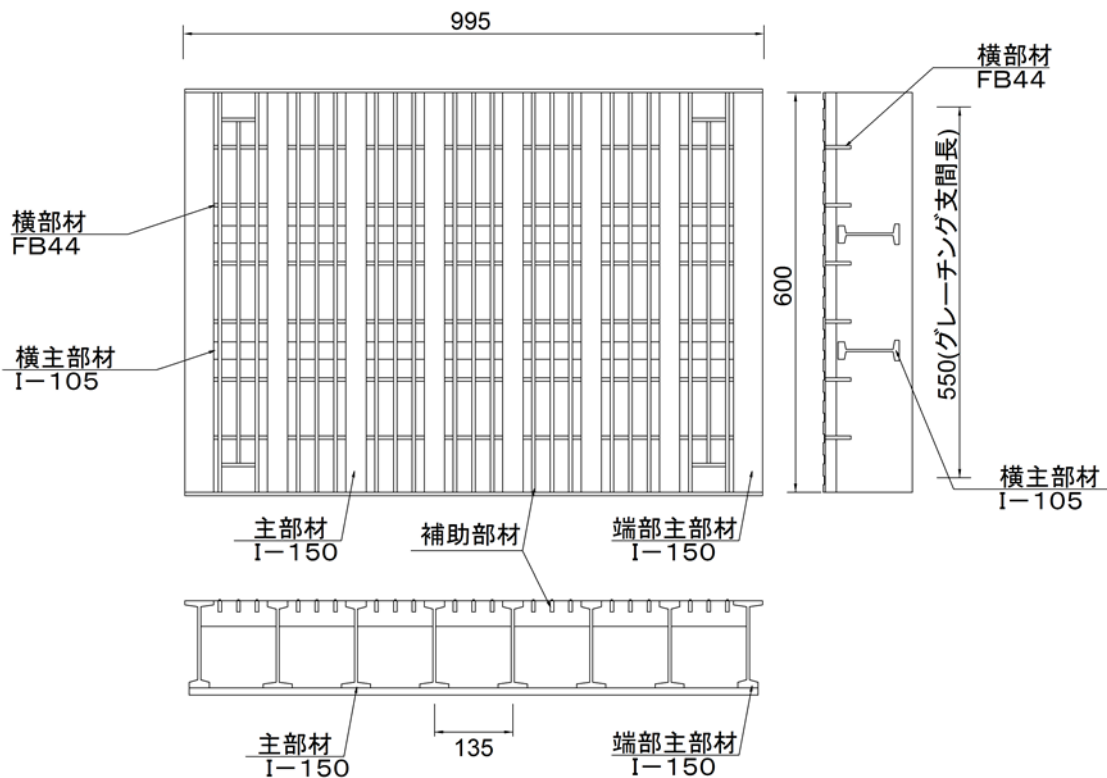 995
横部材
FB44
横部材
FB44
横主部材
I-105
600
550(グレーチング支間長)
横主部材
I-105
主部材
I-150
補助部材
端部主部材
I-150
主部材
I-150
135
端部主部材
I-150